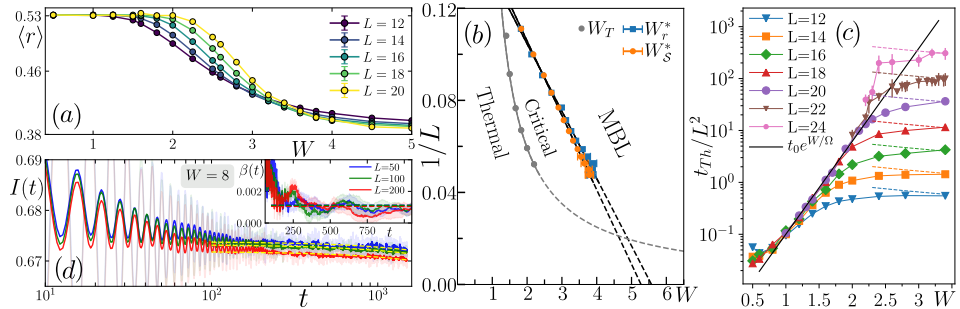 0.53
⟨r⟩
0.46
0.38
(a)
L = 12
L = 14
L = 16
L = 18
L = 20
1 2 3 W 4 5
0.69
I(t)
0.68
0.67
(d)
W = 8
β(t)
0.002
0.000
L=50
L=100
L=200
250 500 t
10^1 t 10^2 10^3
0.12
1/L
0.08
0.04
0.00
(b)
W_T
W_r^*
W_S^*
Thermal
Critical
MBL
1 2 3 4 5 W 6
t_Th/L^2
10^3
10^2
10^1
10^0
10^-1
(c)
L=12
L=14
L=16
L=18
L=20
L=22
L=24
t_0e^{W/Ω}
0.5 1 1.5 2 2.5 W 3.4